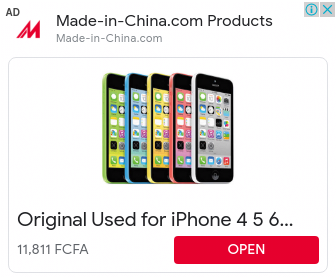 AD
Made-in-China.com Products
Made-in-China.com
Original Used for iPhone 4 5 6...
11,811 FCFA
OPEN